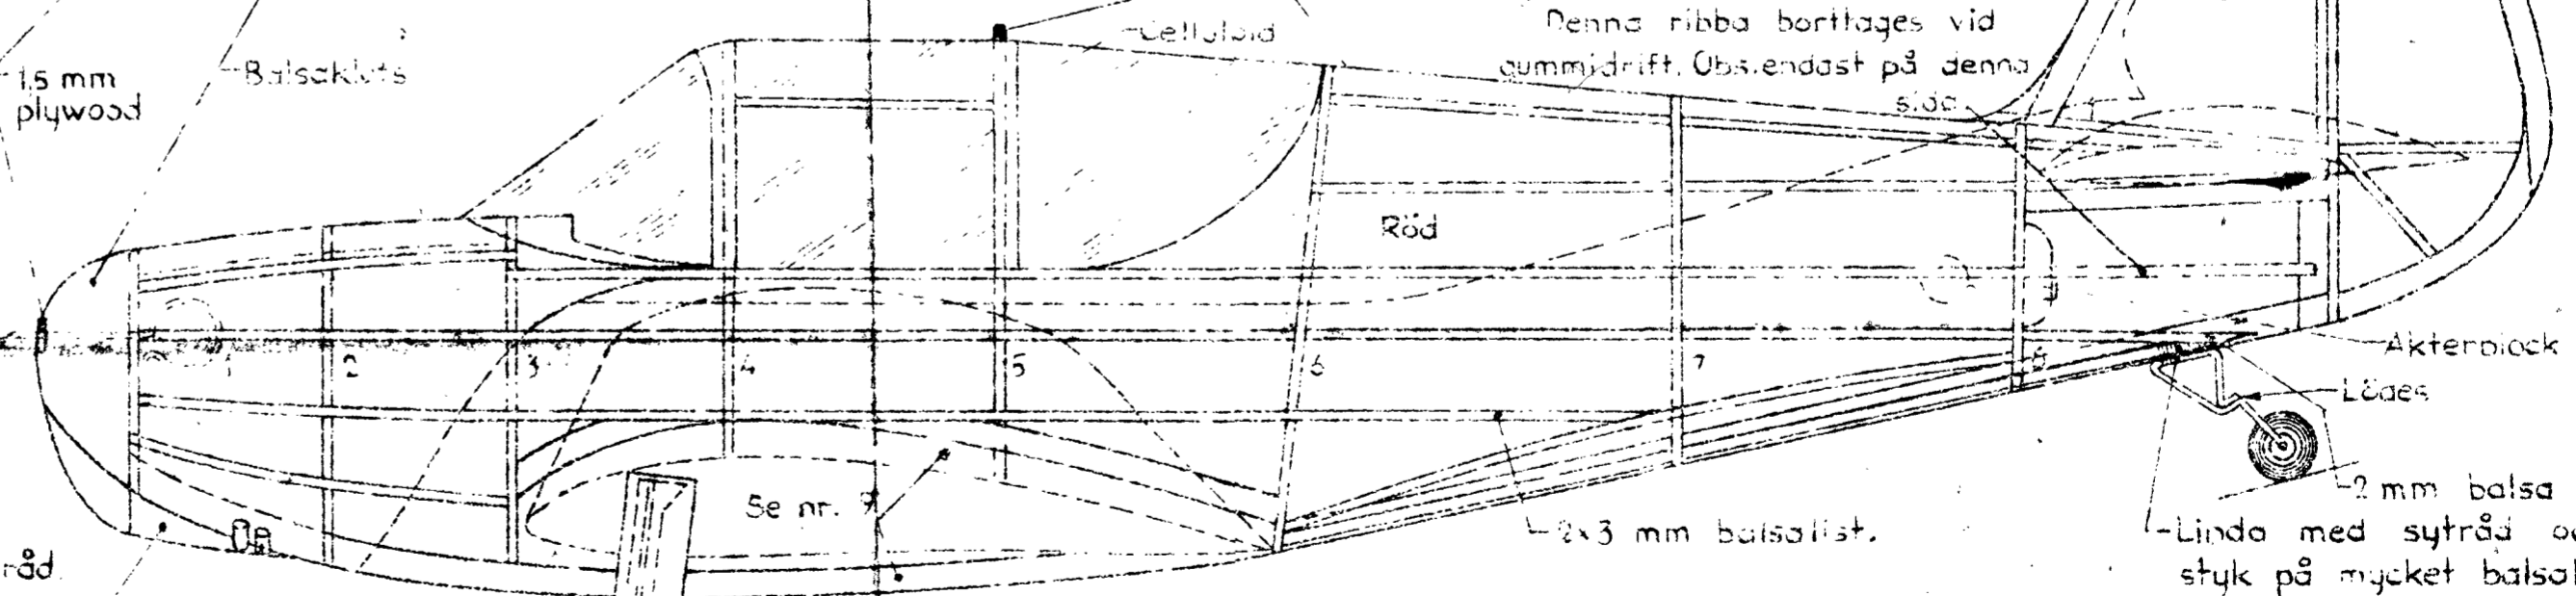 Celluloid
Denna ribba borttages vid
gummidrift. Obs. endast på denna
sida
1,5 mm
plywood
Balsaklots
Röd
2
3
4
5
6
7
8
Akterblock
Lödes
Se nr. 9
2x3 mm balsalist.
2 mm balsa
Linda med sytråd
styk på mycket
råd